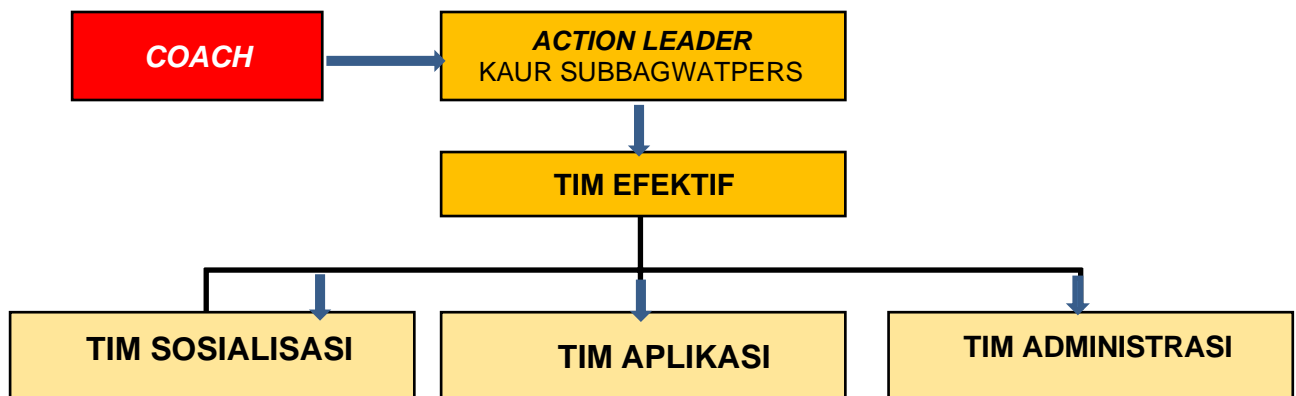 COACH
ACTION LEADER
KAUR SUBBAGWATPERS
TIM EFEKTIF
TIM SOSIALISASI
TIM APLIKASI
TIM ADMINISTRASI